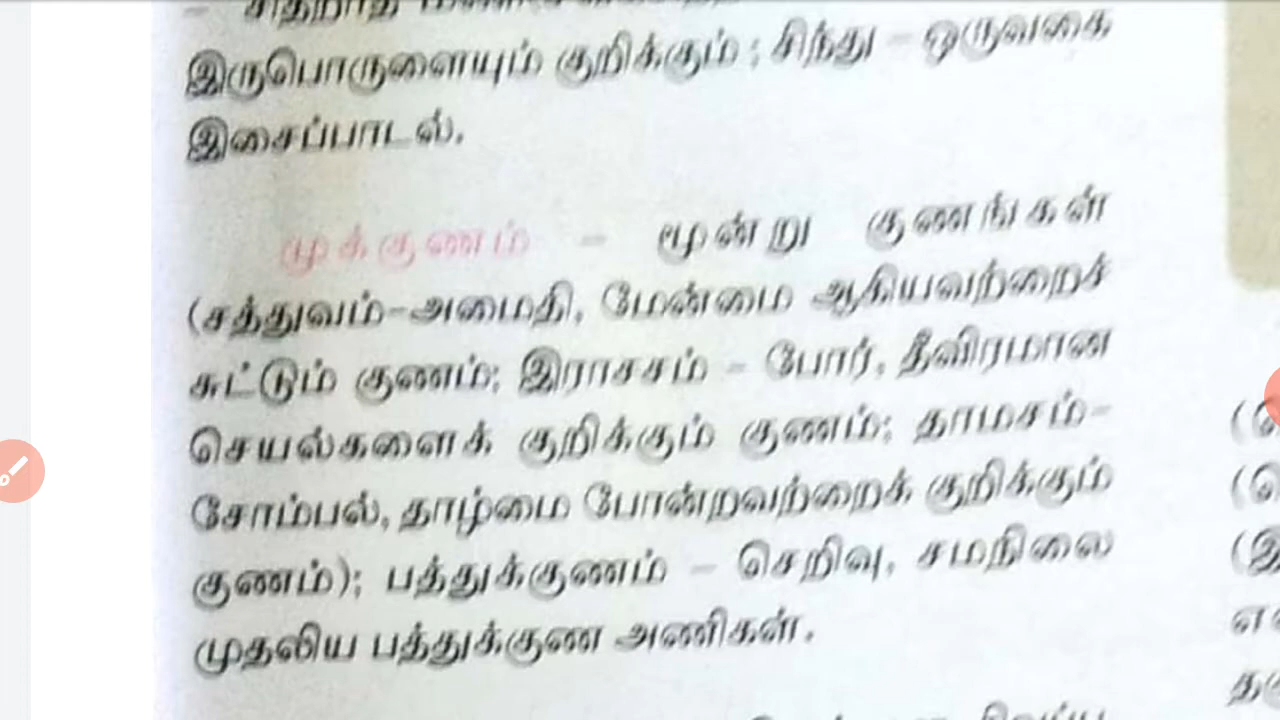 இருபொருளையும் குறிக்கும் ; சிந்து – ஒருவகை
இசைப்பாடல்.
முக்குணம் – மூன்று குணங்கள்
(சத்துவம்-அமைதி, மேன்மை ஆகியவற்றைச்
சுட்டும் குணம்; இராசசம் – போர், தீவிரமான
செயல்களைக் குறிக்கும் குணம்; தாமசம்-
சோம்பல், தாழ்மை போன்றவற்றைக் குறிக்கும்
குணம்); பத்துக்குணம் – செறிவு, சமநிலை
முதலிய பத்துக்குண அணிகள்.